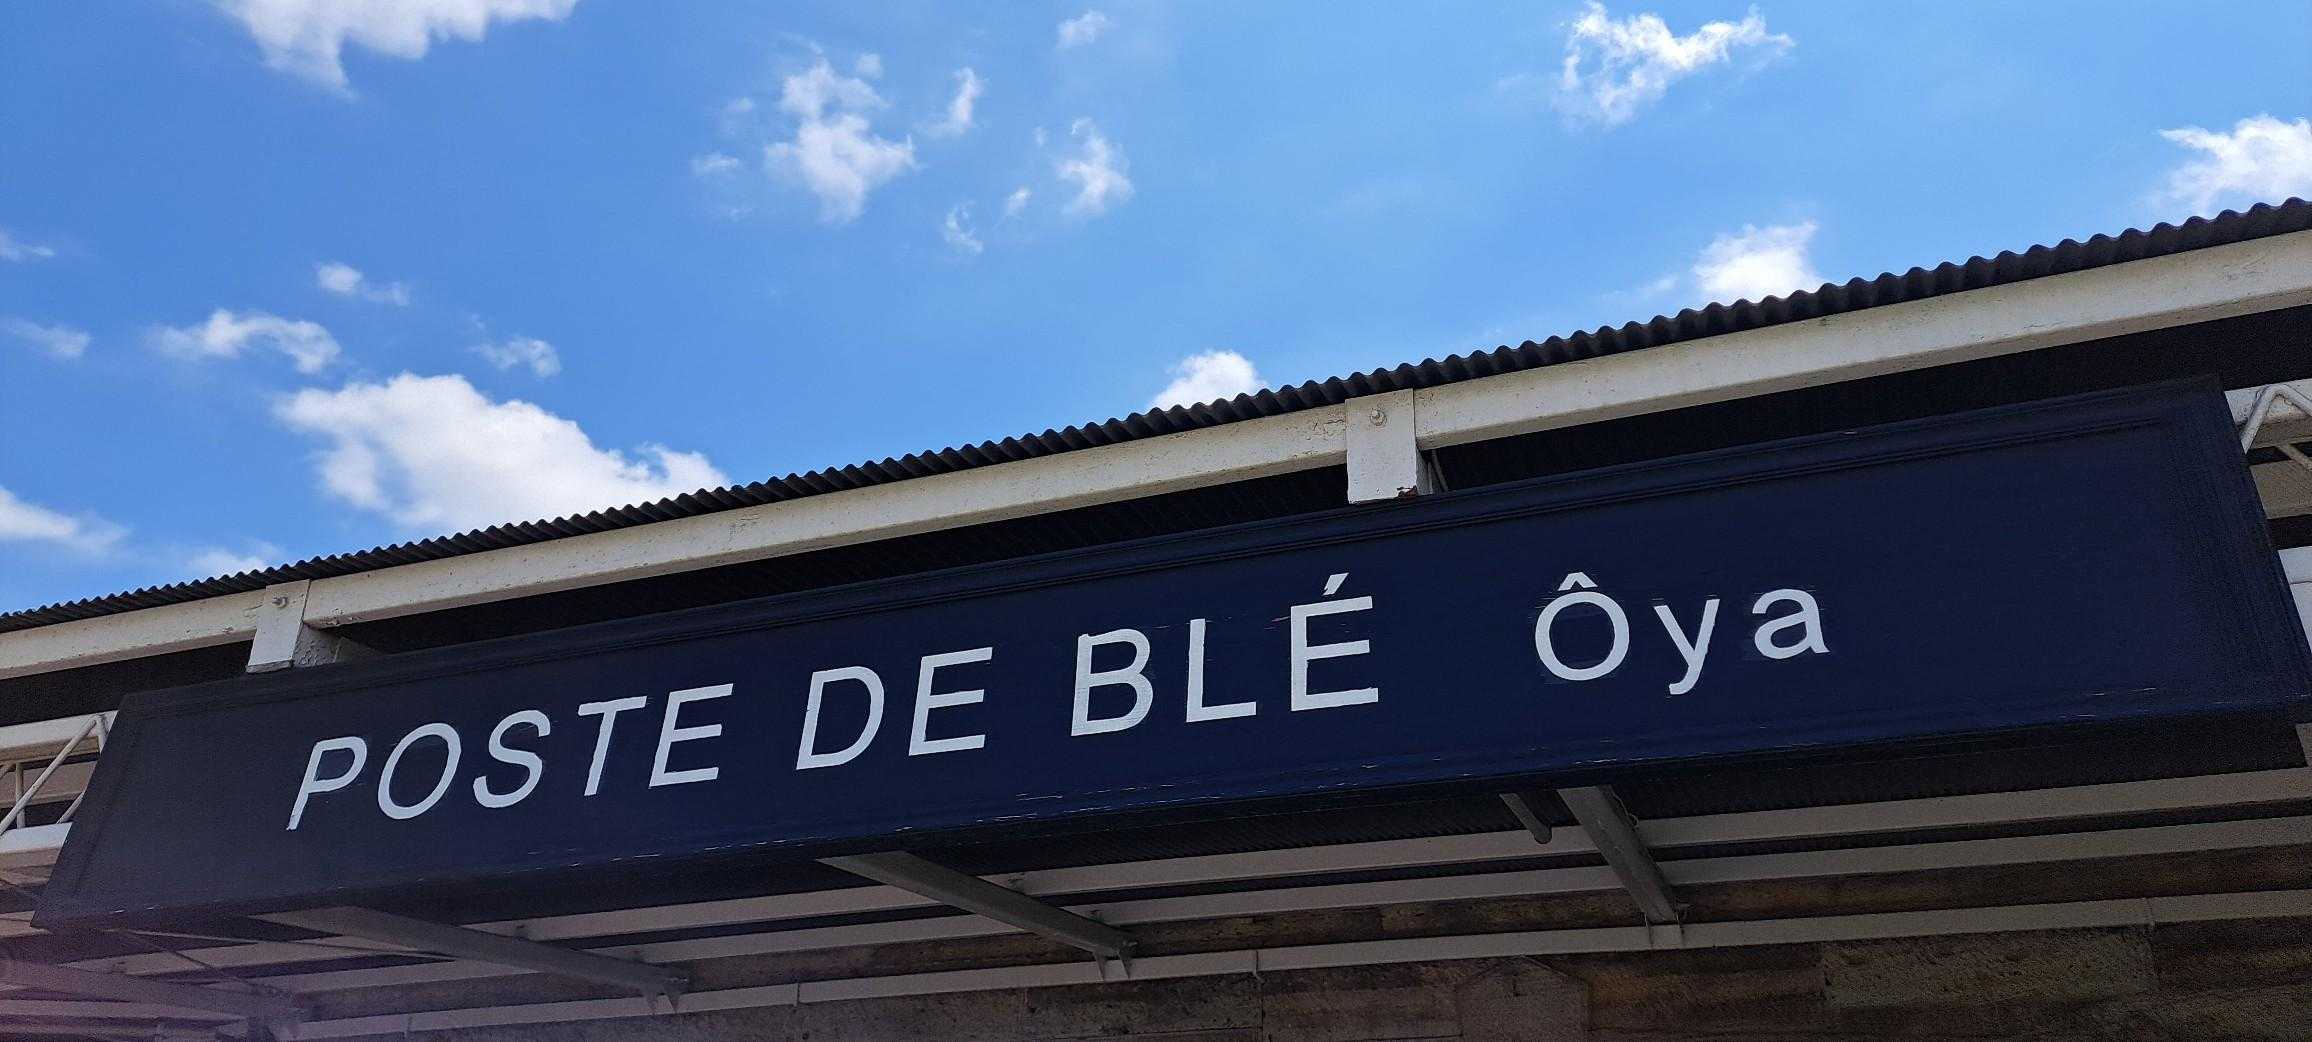 POSTE DE BLÉ Ôya